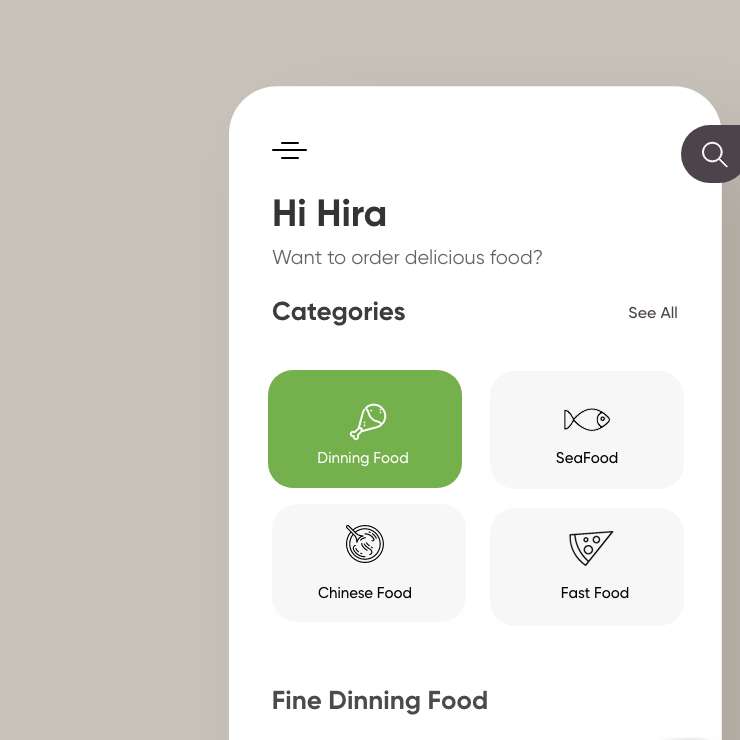 Hi Hira
Want to order delicious food?
Categories
See All
Dinning Food
SeaFood
Chinese Food
Fast Food
Fine Dinning Food